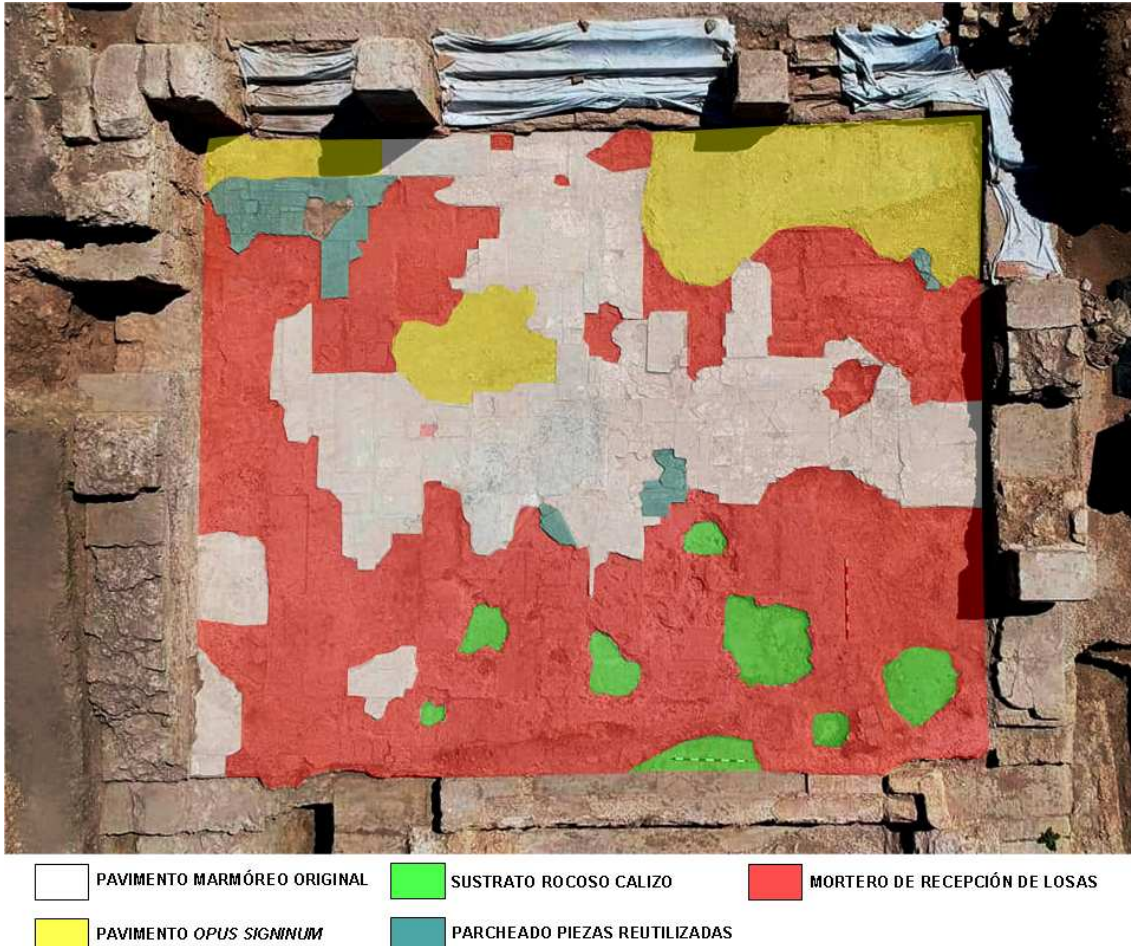 PAVIMENTO MARMÓREO ORIGINAL
SUSTRATO ROCOSO CALIZO
MORTERO DE RECEPCIÓN DE LOSAS
PAVIMENTO OPUS SIGNINUM
PARCHEADO PIEZAS REUTILIZADAS